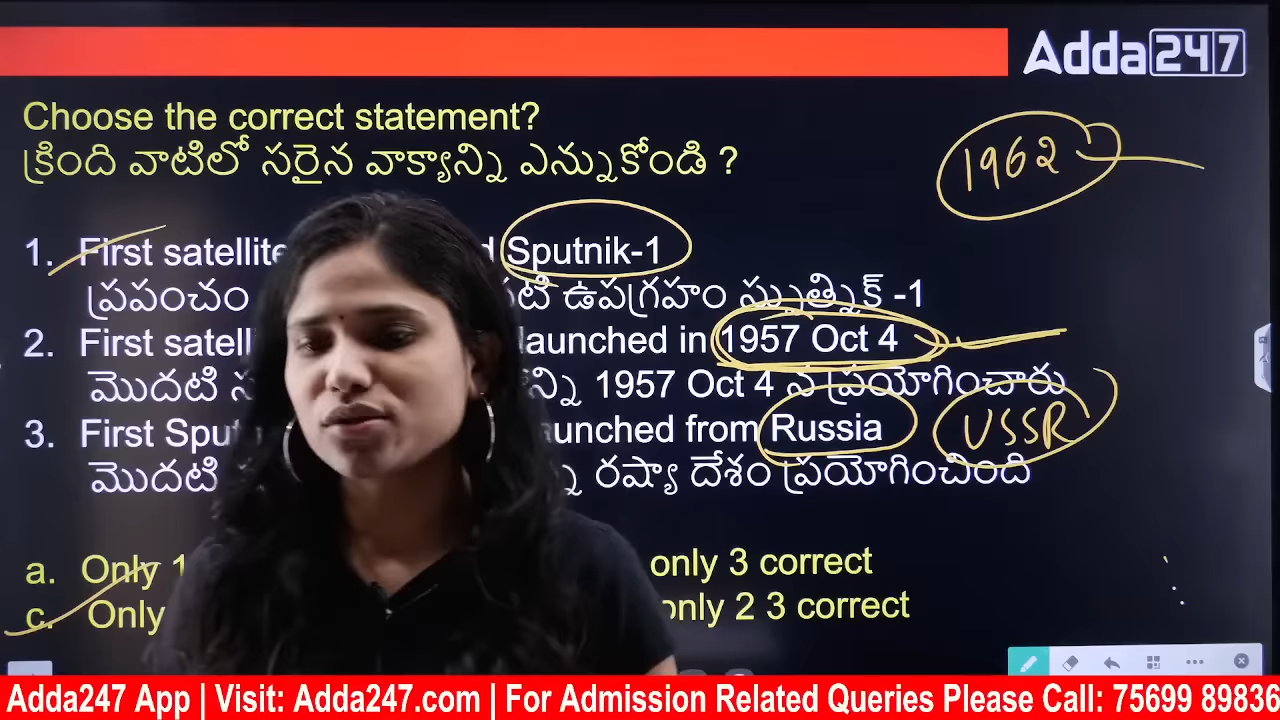 Adda247
Choose the correct statement?
క్రింది వాటిలో సరైన వాక్యాన్ని ఎన్నుకోండి ?
1962
1. First satellite Sputnik-1
ప్రపంచం ఉపగ్రహం స్పుత్నిక్ -1
2. First launched in 1957 Oct 4
మొదటి 1957 Oct 4 న ప్రయోగించారు
3. First launched from Russia USSR
మొదటి రష్యా దేశం ప్రయోగించింది
a. Only 1 only 3 correct
c. Only only 2 3 correct
Adda247 App | Visit: Adda247.com | For Admission Related Queries Please Call: 75699 89836